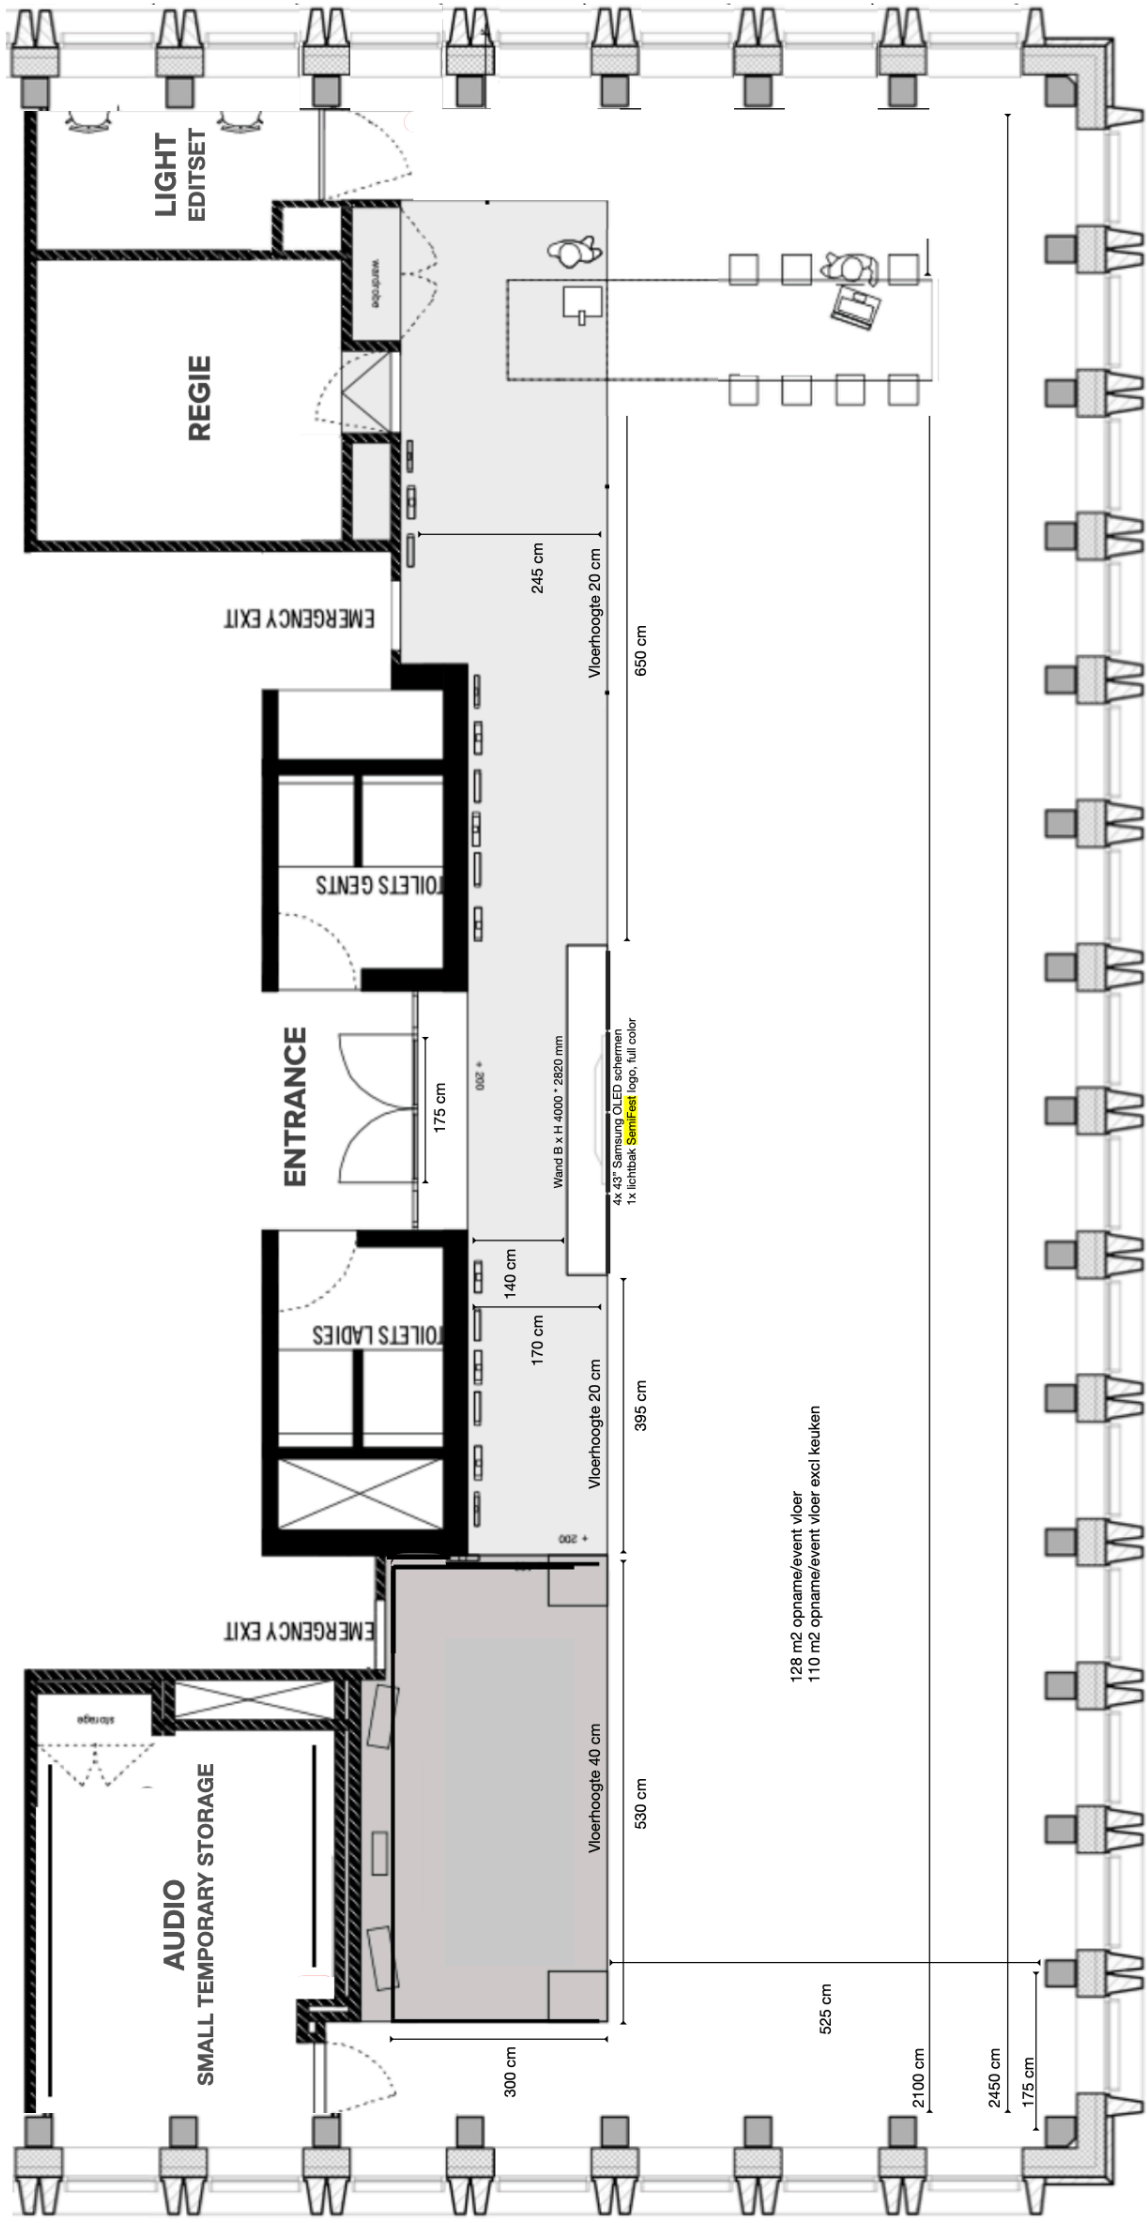 LIGHT
EDITSET
wardrobe
REGIE
245 cm
Vloerhoogte 20 cm
650 cm
EMERGENCY EXIT
TOILETS GENTS
ENTRANCE
175 cm
+ 200
Wand B x H 4000 * 2820 mm
4x 43" Samsung OLED schermen
1x lichtbak SemiFest logo, full color
140 cm
170 cm
TOILETS LADIES
Vloerhoogte 20 cm
395 cm
+ 200
128 m2 opname/event vloer
110 m2 opname/event vloer excl keuken
EMERGENCY EXIT
storage
AUDIO
SMALL TEMPORARY STORAGE
Vloerhoogte 40 cm
530 cm
300 cm
525 cm
2100 cm
2450 cm
175 cm